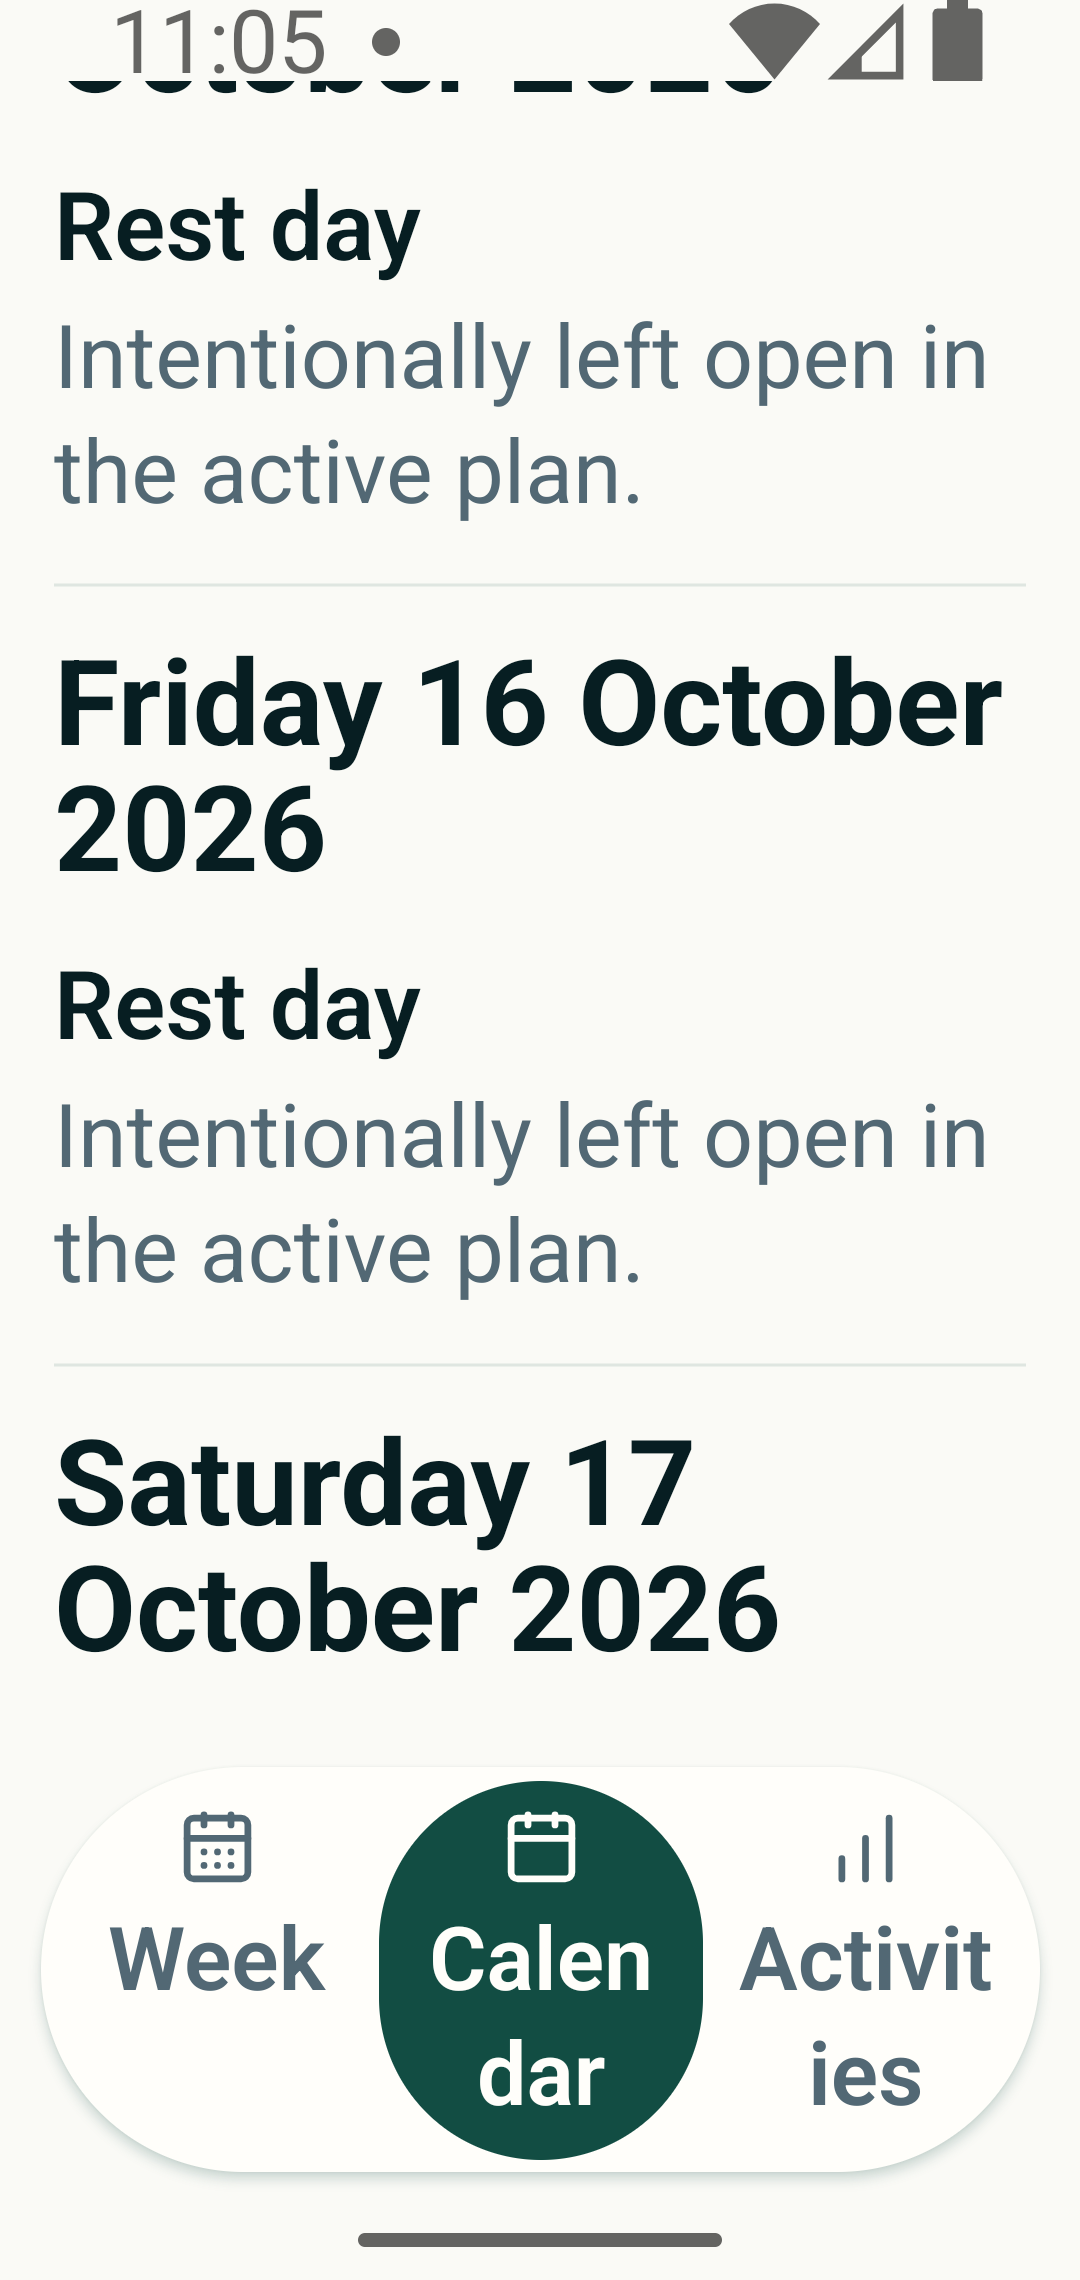 11:05
Rest day
Intentionally left open in
the active plan.
Friday 16 October
2026
Rest day
Intentionally left open in
the active plan.
Saturday 17
October 2026
Week
Calen
dar
Activit
ies